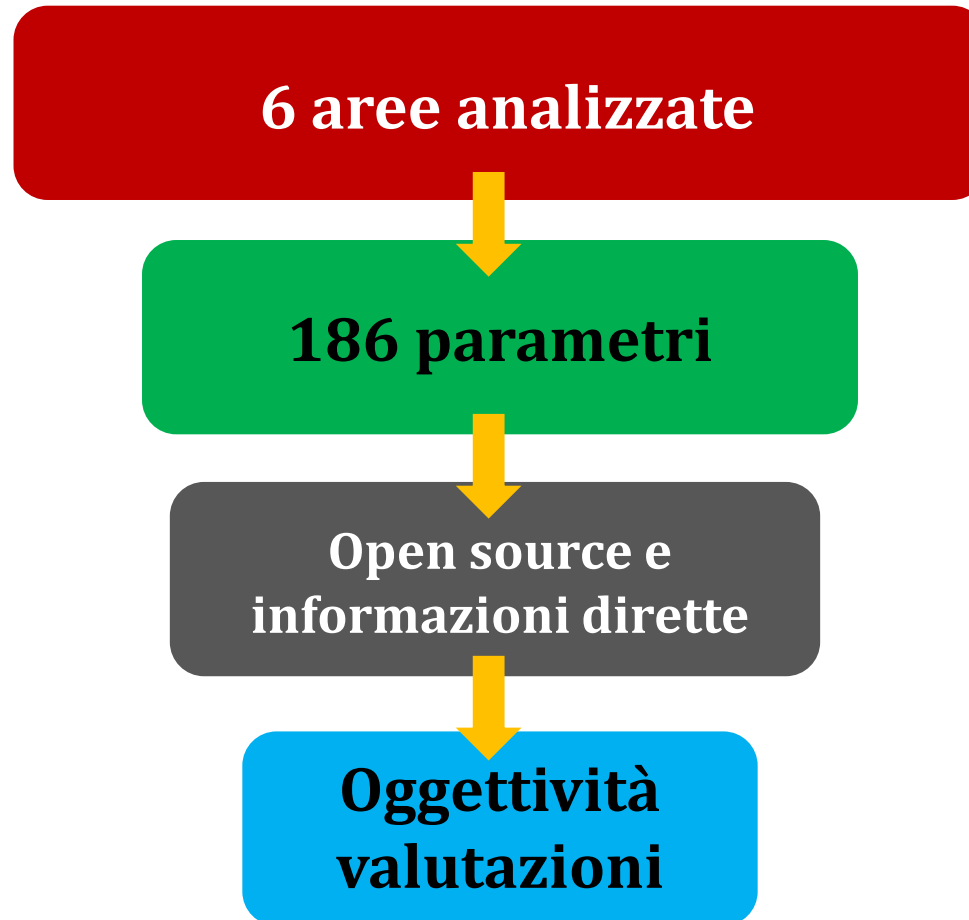 6 aree analizzate
186 parametri
Open source e
informazioni dirette
Oggettività
valutazioni